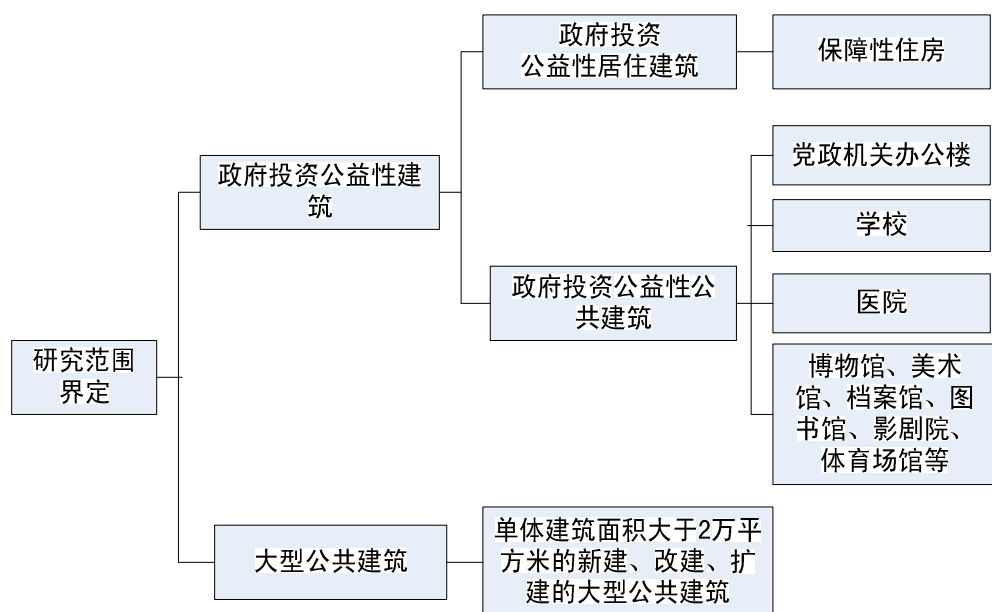 研究范围
界定
政府投资公益性建
筑
政府投资
公益性居住建筑
保障性住房
政府投资公益性公
共建筑
党政机关办公楼
学校
医院
博物馆、美术
馆、档案馆、图
书馆、影剧院、
体育场馆等
大型公共建筑
单体建筑面积大于2万平
方米的新建、改建、扩
建的大型公共建筑